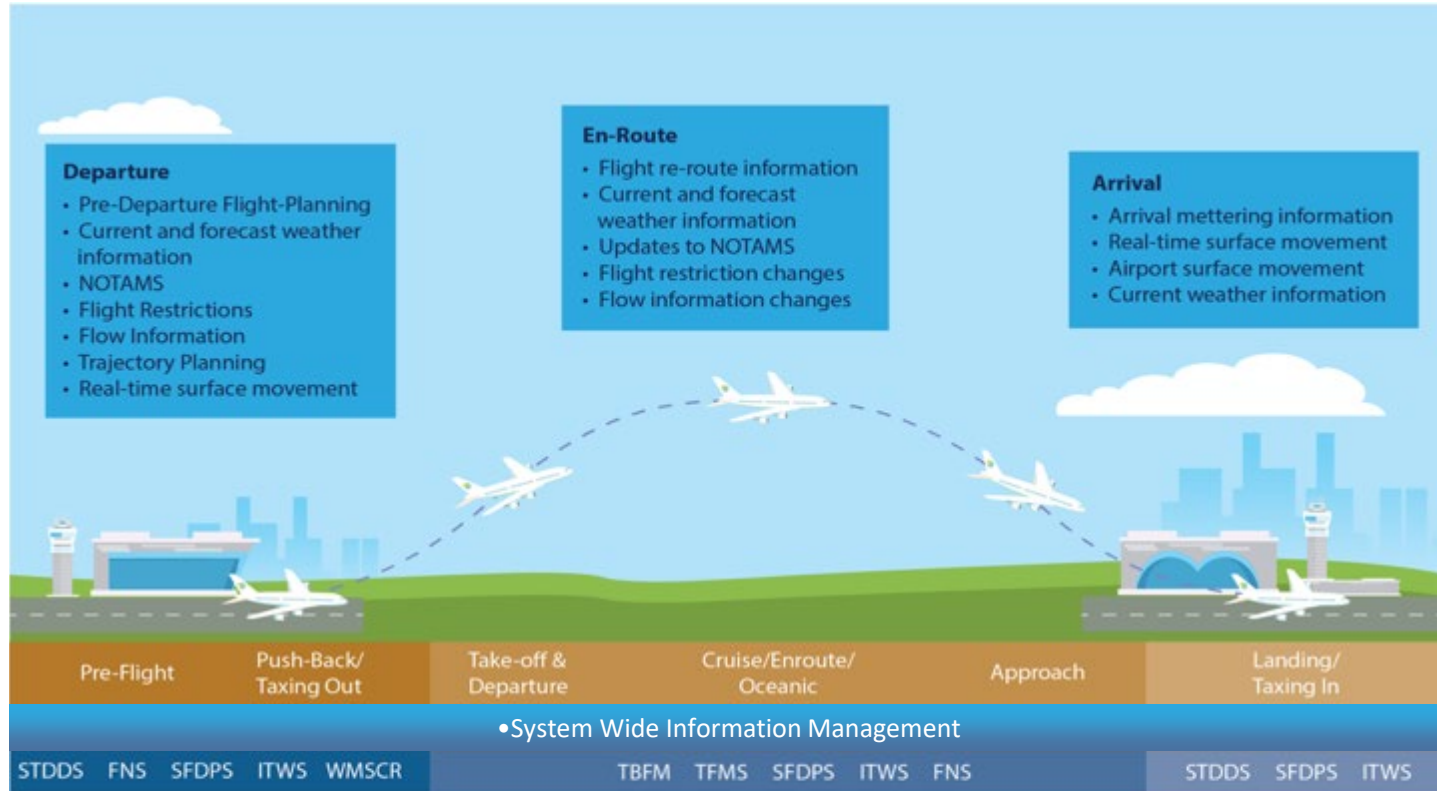 Departure
• Pre-Departure Flight-Planning
• Current and forecast weather
information
• NOTAMS
• Flight Restrictions
• Flow Information
• Trajectory Planning
• Real-time surface movement
En-Route
• Flight re-route information
• Current and forecast
weather information
• Updates to NOTAMS
• Flight restriction changes
• Flow information changes
Arrival
• Arrival mettering information
• Real-time surface movement
• Airport surface movement
• Current weather information
Pre-Flight
Push-Back/
Taxing Out
Take-off &
Departure
Cruise/Enroute/
Oceanic
Approach
Landing/
Taxing In
•System Wide Information Management
STDDS FNS SFDPS ITWS WMSCR
TBFM TFMS SFDPS ITWS FNS
STDDS SFDPS ITWS